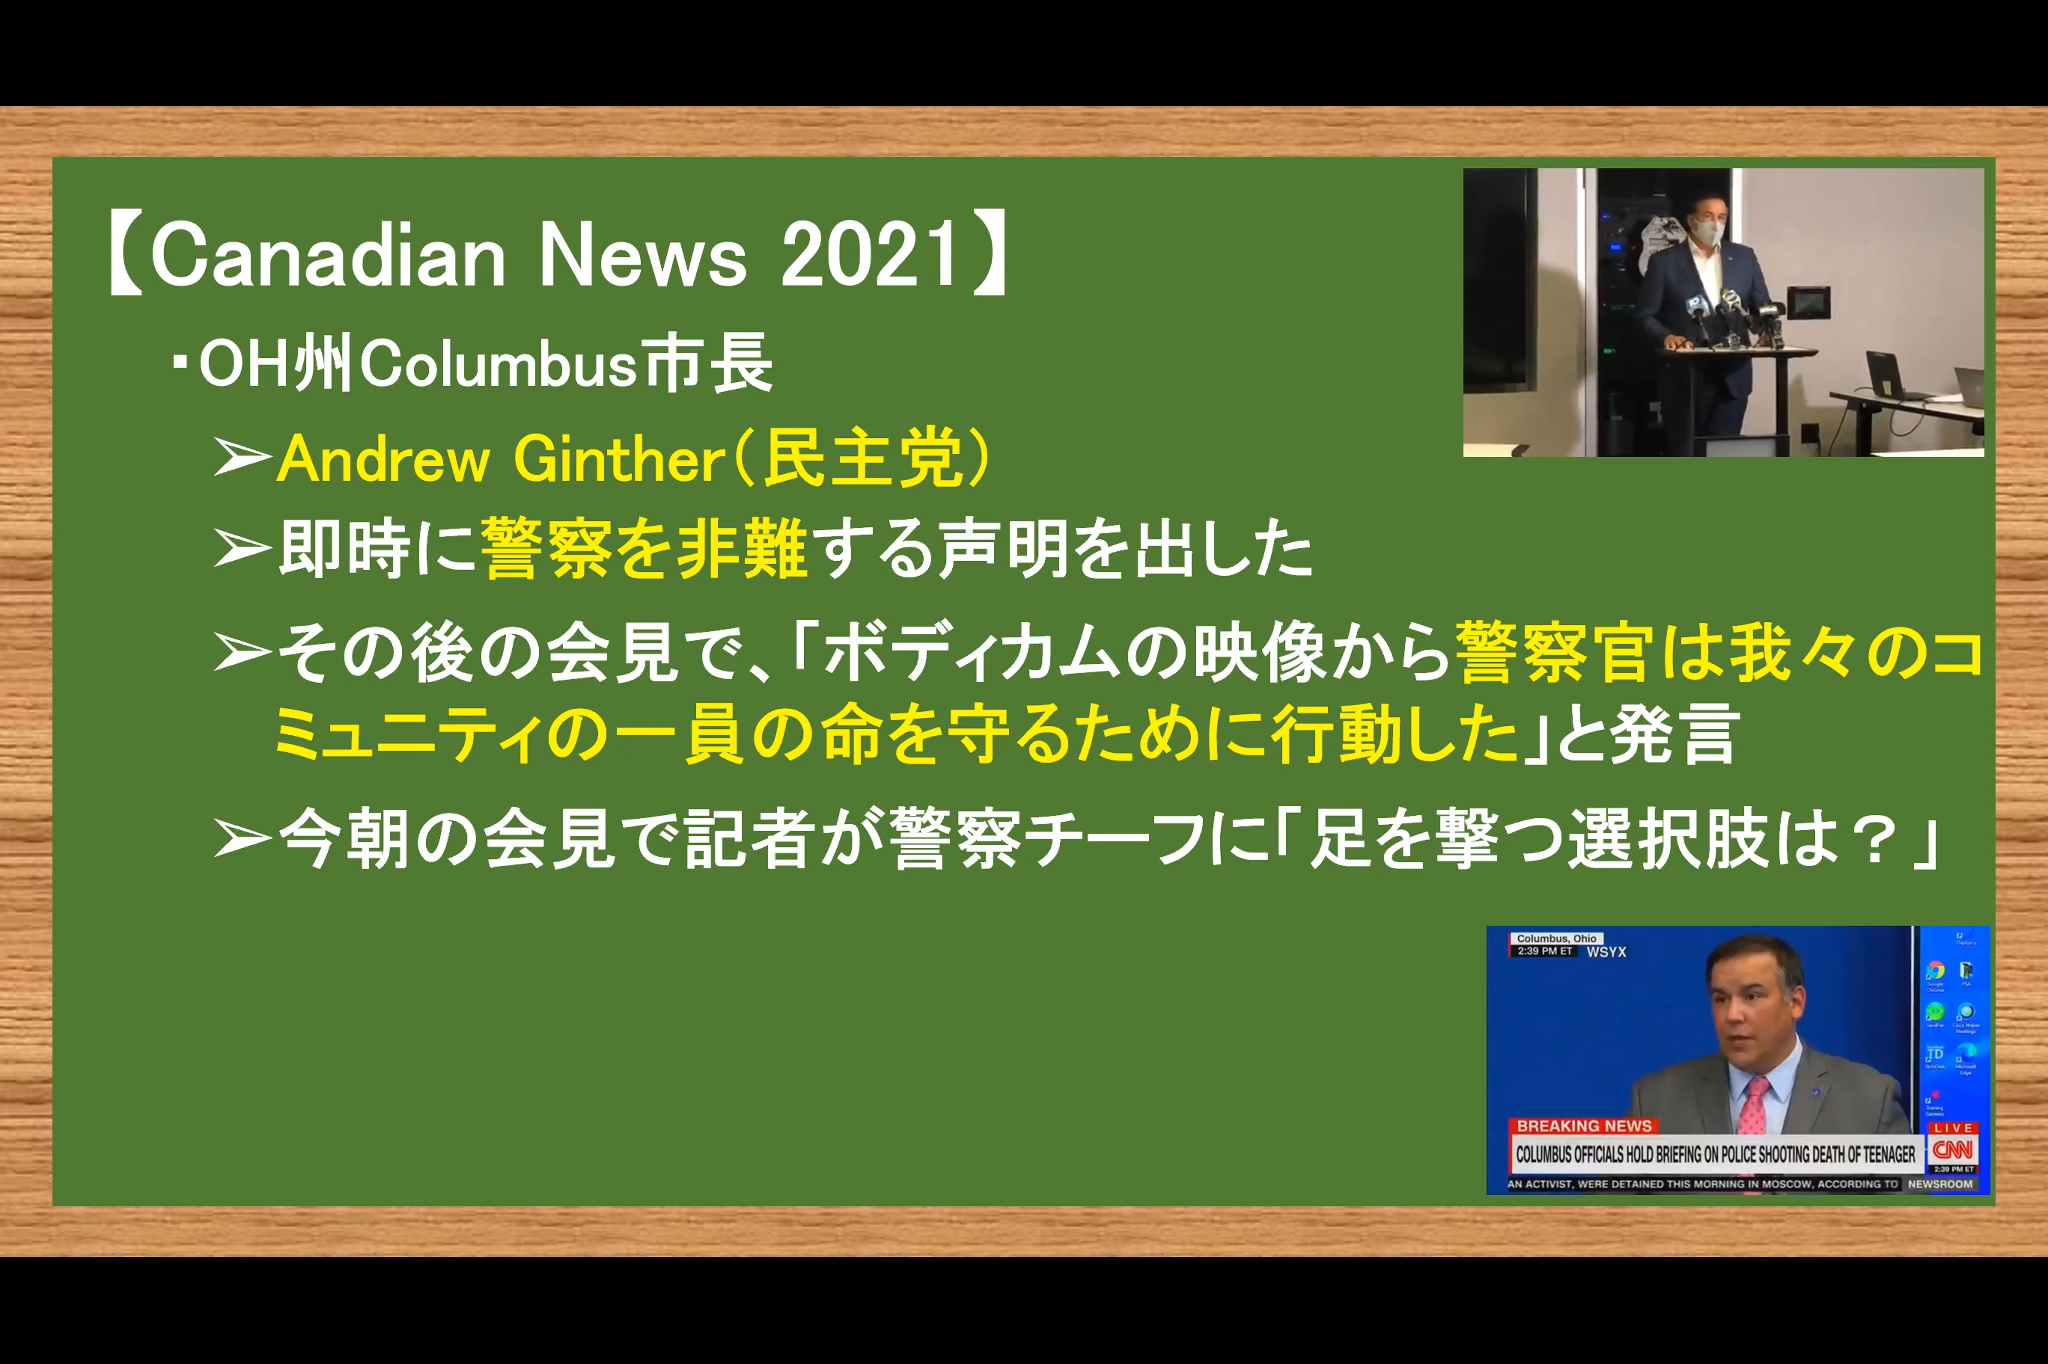 【Canadian News 2021】
・OH州Columbus市長
➢Andrew Ginther（民主党）
➢即時に警察を非難する声明を出した
➢その後の会見で、「ボディカムの映像から警察官は我々のコ
ミュニティの一員の命を守るために行動した」と発言
➢今朝の会見で記者が警察チーフに「足を撃つ選択肢は？」
Columbus, Ohio
2:39 PM ET WSYX
BREAKING NEWS
COLUMBUS OFFICIALS HOLD BRIEFING ON POLICE SHOOTING DEATH OF TEENAGER
LIVE
CNN
2:39 PM ET
AN ACTIVIST, WERE DETAINED THIS MORNING IN MOSCOW, ACCORDING TO NEWSROOM